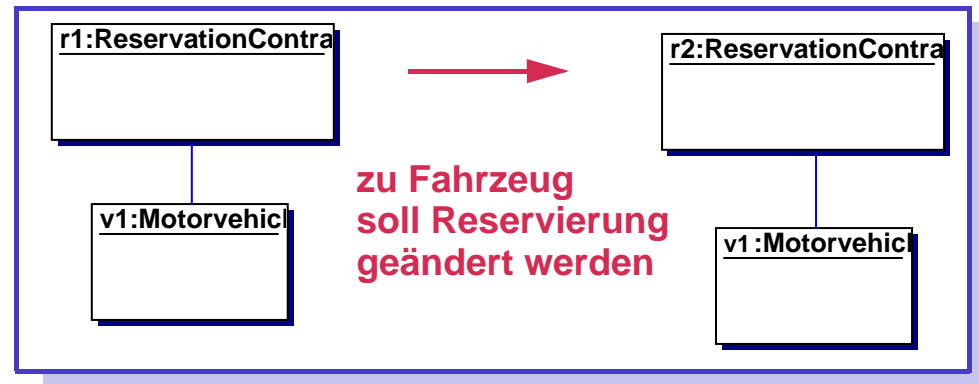 r1:ReservationContra
r2:ReservationContra
zu Fahrzeug
soll Reservierung
geändert werden
v1:Motorvehicl
v1:Motorvehicl